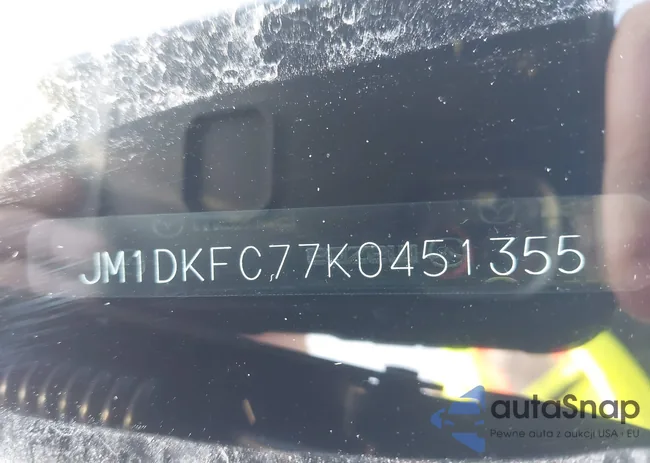 JM1DKFC77K0451355
autaSnap
Pewne auta z aukcji USA i EU